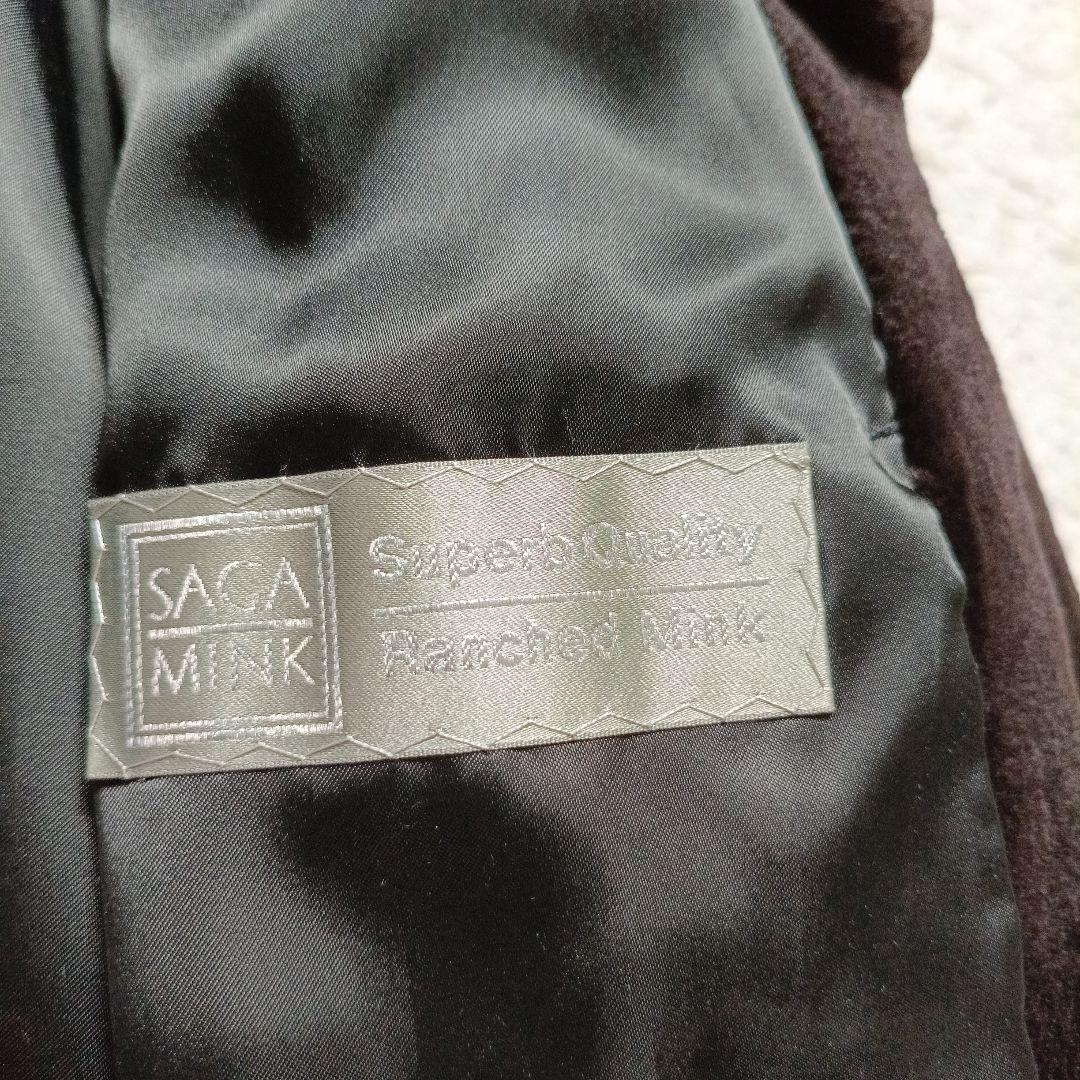 SAGA
MINK
Superb Quality
Ranched Mink